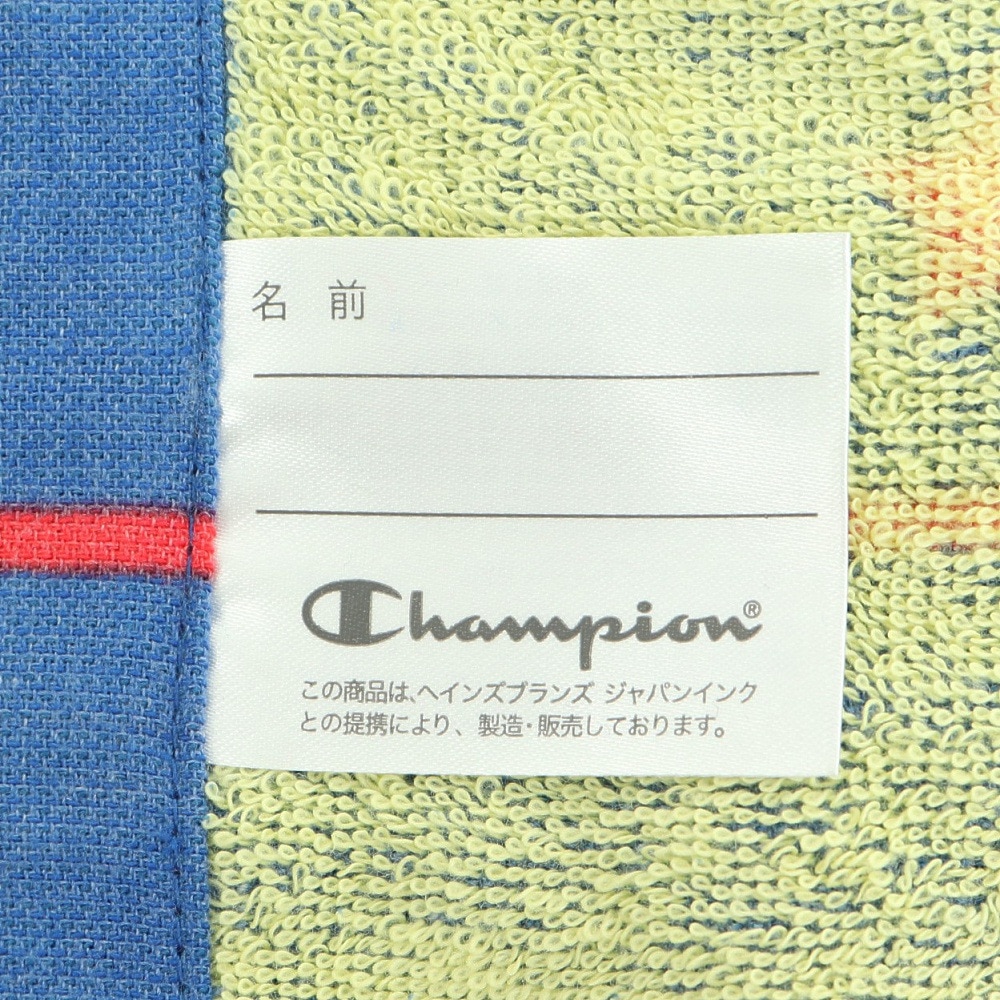 名 前
Champion®
この商品は、ヘインズブランズ ジャパンインク
との提携により、製造・販売しております。